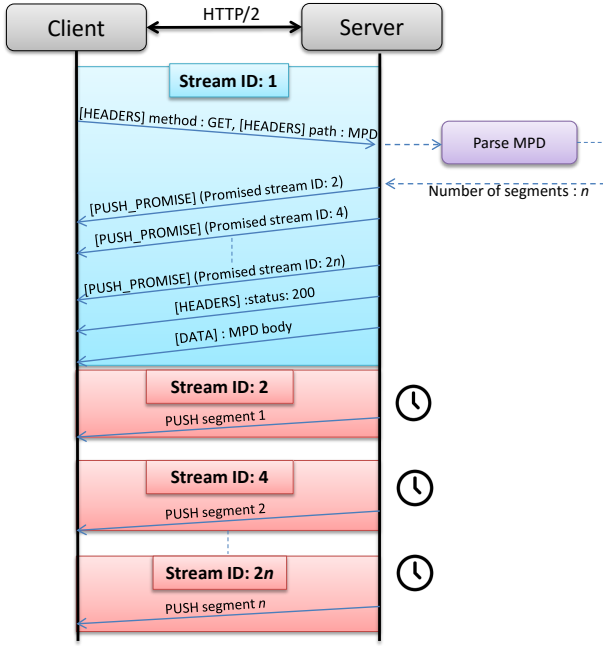 Client
HTTP/2
Server
Stream ID: 1
[HEADERS] method : GET, [HEADERS] path : MPD
Parse MPD
Number of segments : n
[PUSH_PROMISE] (Promised stream ID: 2)
[PUSH_PROMISE] (Promised stream ID: 4)
[PUSH_PROMISE] (Promised stream ID: 2n)
[HEADERS] :status: 200
[DATA] : MPD body
Stream ID: 2
PUSH segment 1
Stream ID: 4
PUSH segment 2
Stream ID: 2n
PUSH segment n